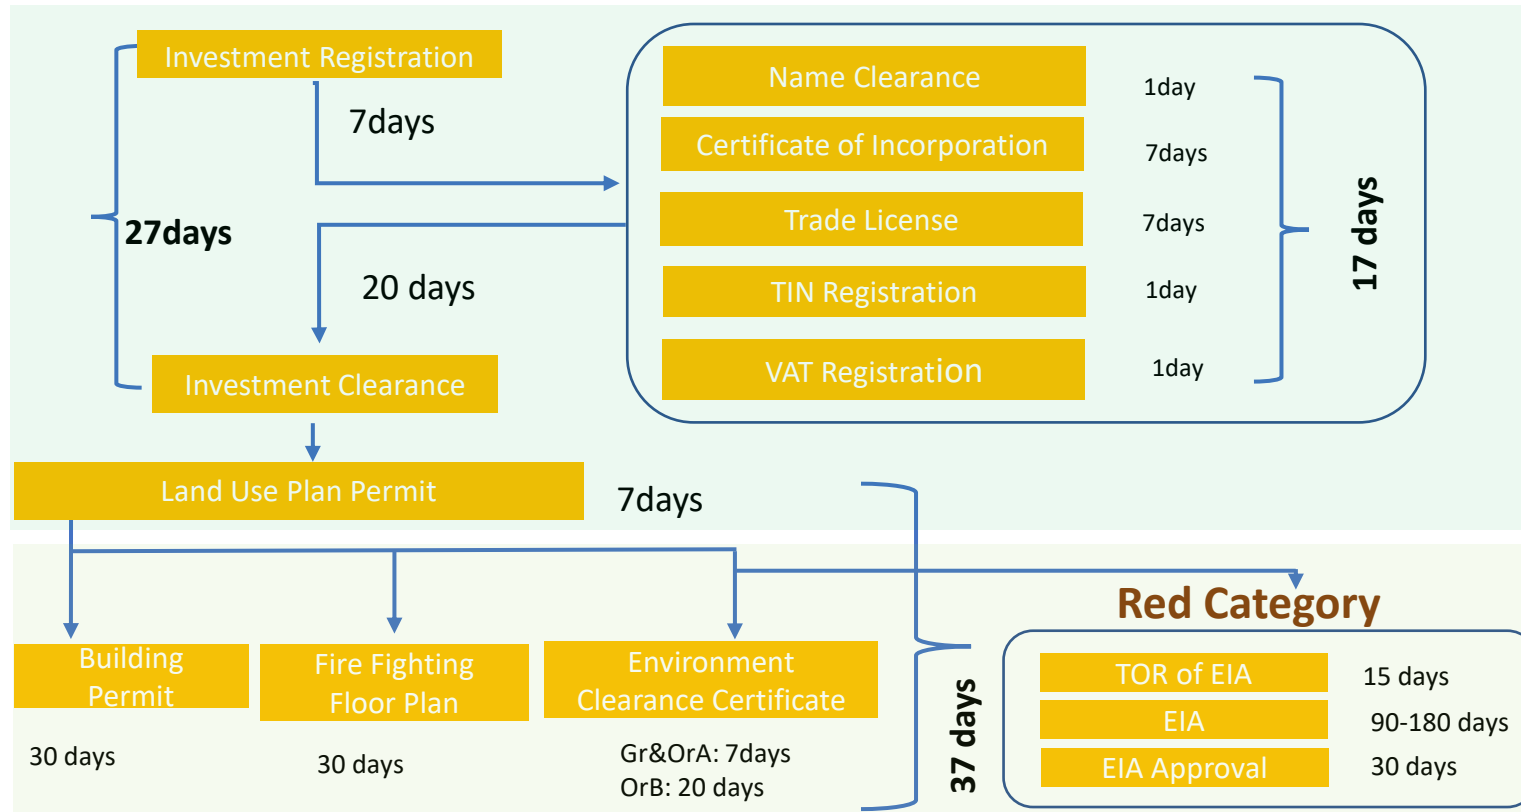 Investment Registration
7days
27days
20 days
Investment Clearance
Name Clearance
1day
Certificate of Incorporation
7days
Trade License
7days
TIN Registration
1day
VAT Registration
1day
17 days
Land Use Plan Permit
7days
Building
Permit
30 days
Fire Fighting
Floor Plan
30 days
Environment
Clearance Certificate
Gr&OrA: 7days
OrB: 20 days
37 days
Red Category
TOR of EIA
15 days
EIA
90-180 days
EIA Approval
30 days